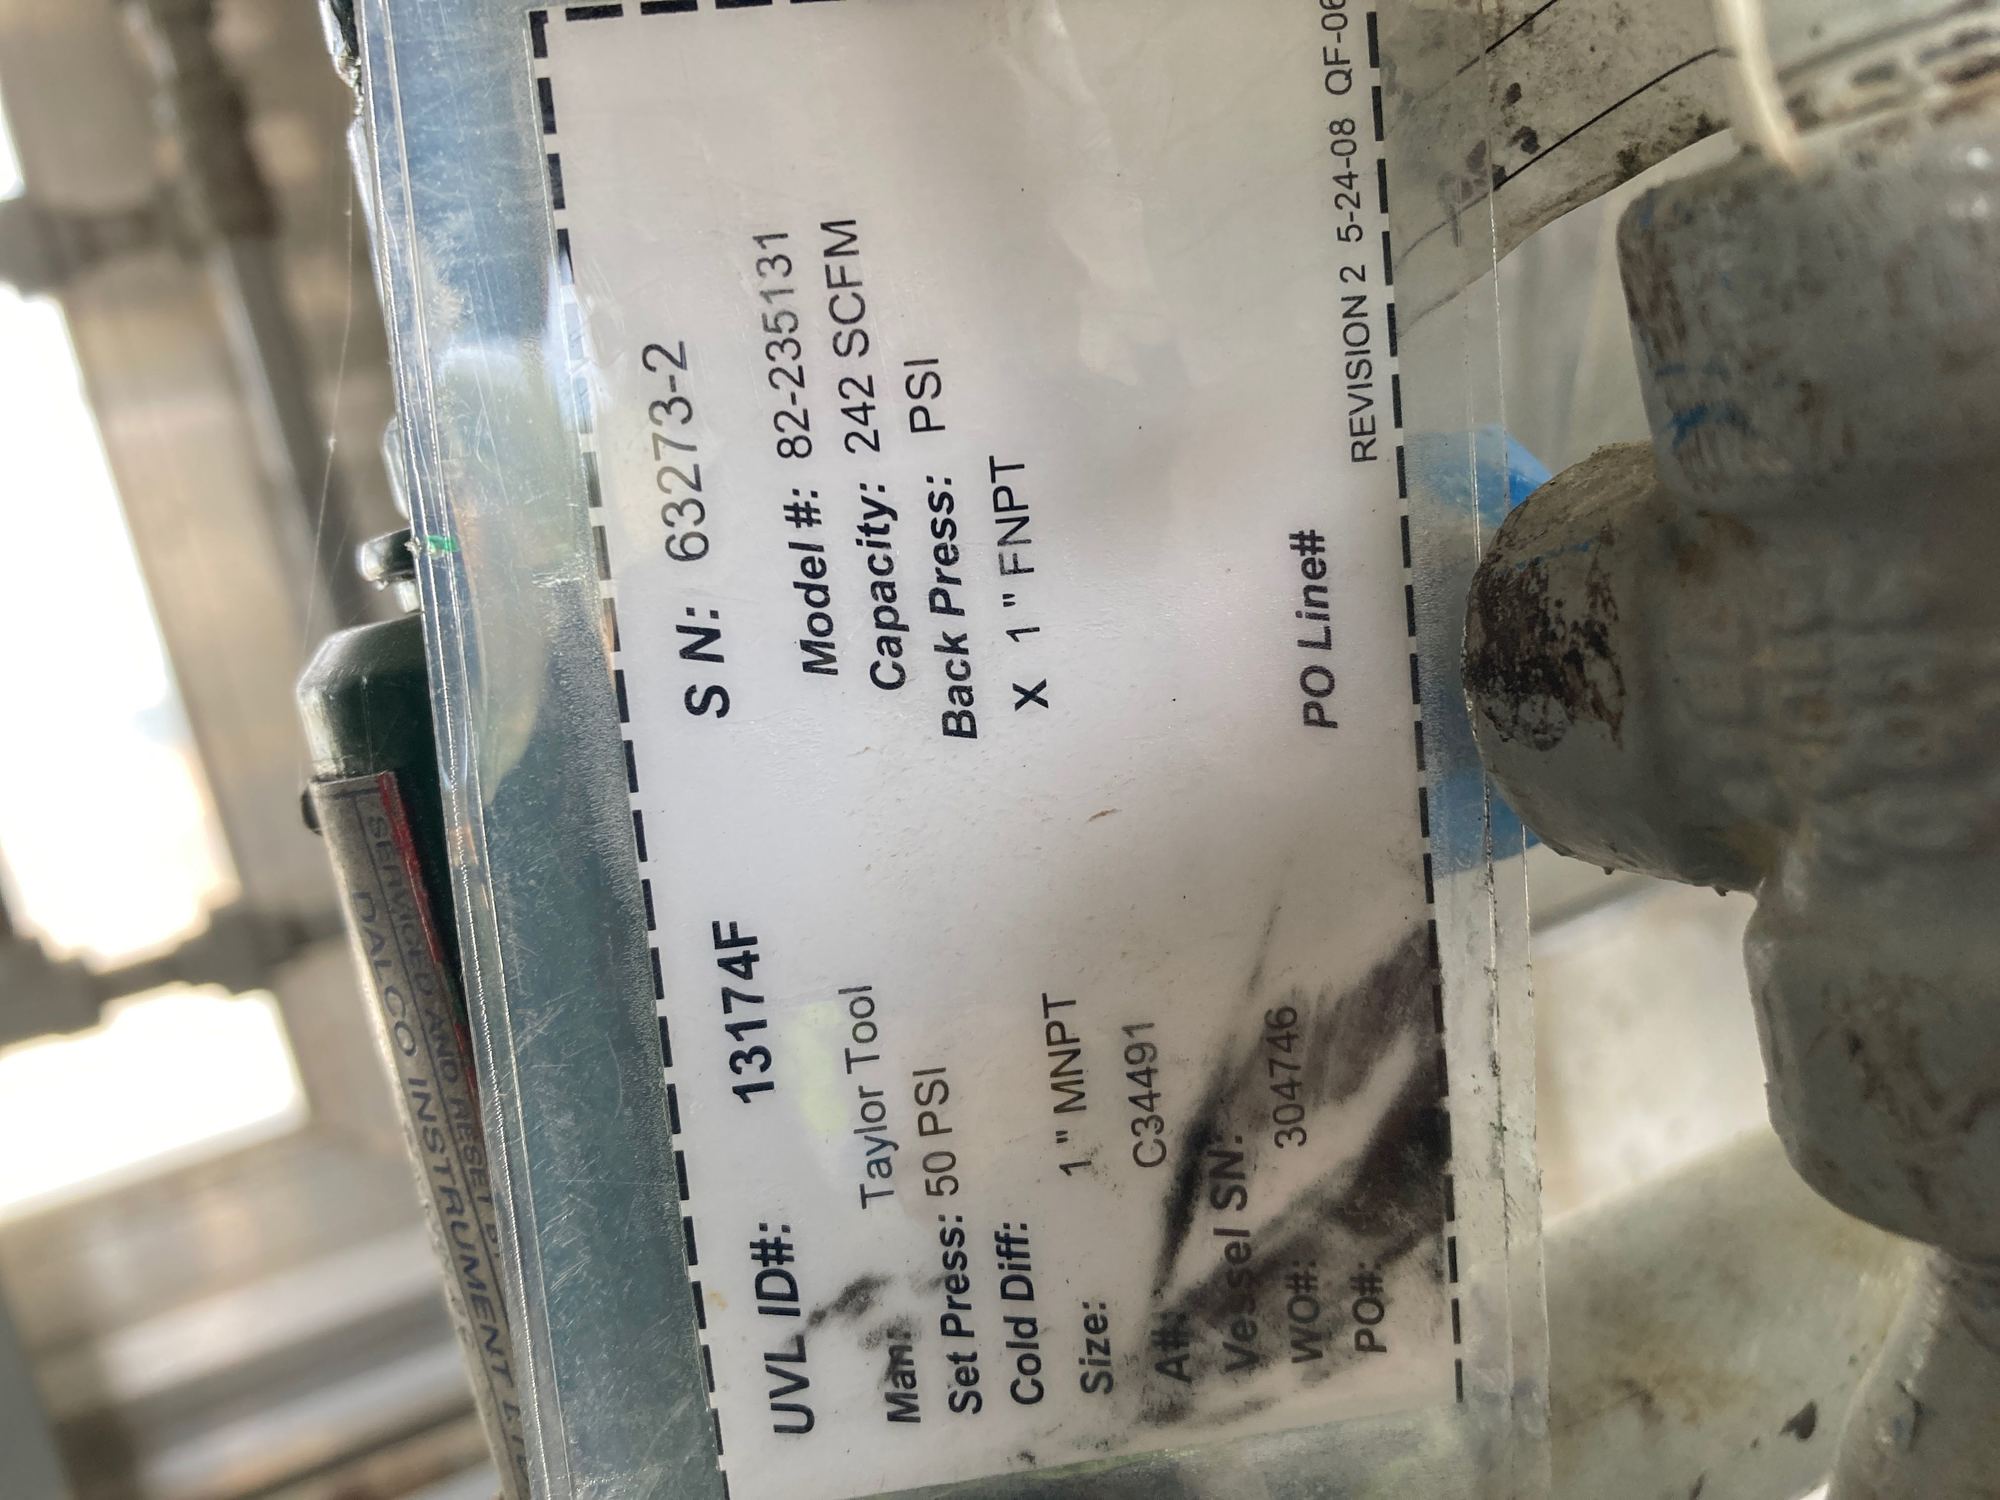 UVL ID#: 13174F S N: 63273-2
Man: Taylor Tool Model #: 82-235131
Set Press: 50 PSI Capacity: 242 SCFM
Cold Diff: Back Press: PSI
Size: 1 " MNPT X 1 " FNPT
A#: C34491
Vessel SN:
WO#: 304746
PO#: PO Line#
REVISION 2 5-24-08 QF-06
SERVICED AND RESET BY
DALCO INSTRUMENT